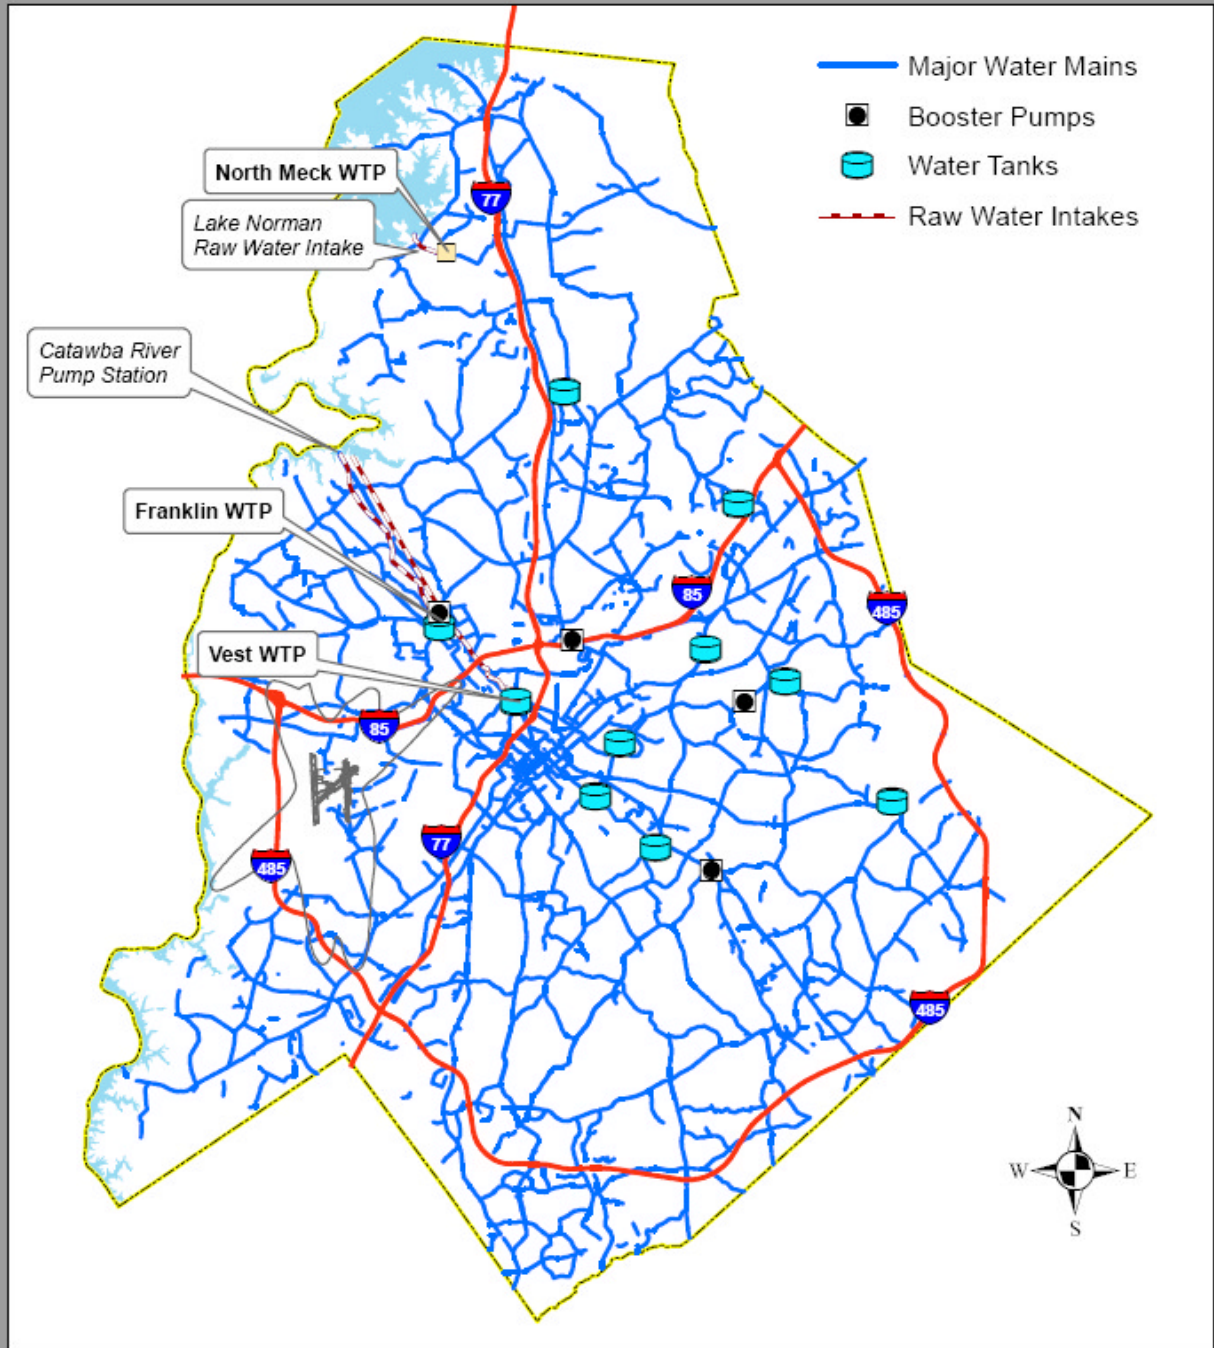 Major Water Mains
Booster Pumps
Water Tanks
Raw Water Intakes
North Meck WTP
77
Lake Norman
Raw Water Intake
Catawba River
Pump Station
Franklin WTP
85
485
Vest WTP
85
77
485
485
N
W E
S